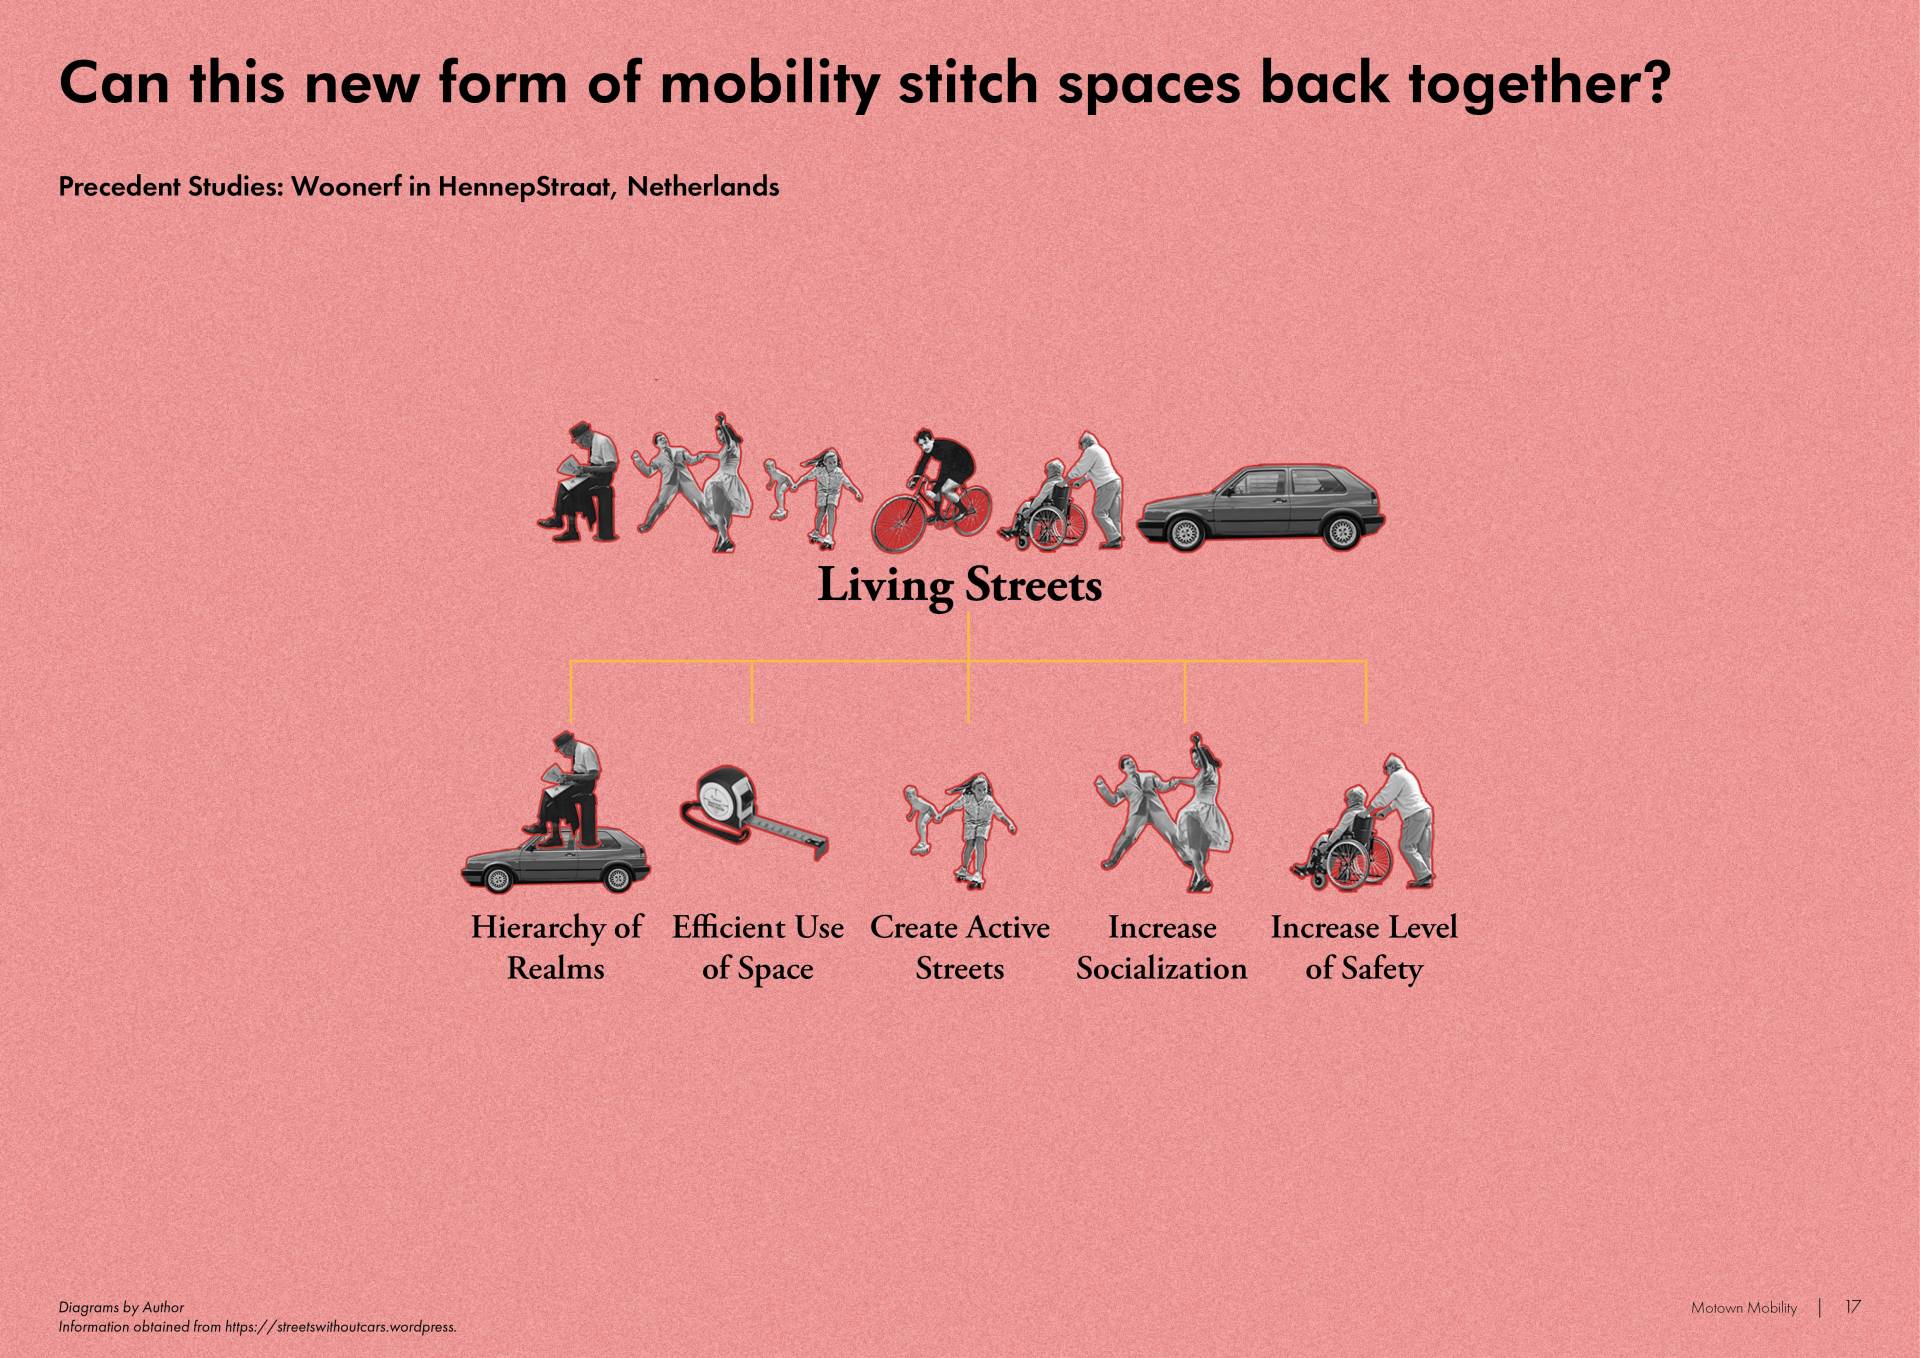 Can this new form of mobility stitch spaces back together?
Precedent Studies: Woonerf in HennepStraat, Netherlands
Living Streets
Hierarchy of
Realms
Efficient Use
of Space
Create Active
Streets
Increase
Socialization
Increase Level
of Safety
Diagrams by Author
Information obtained from https://streetswithoutcars.wordpress.
Motown Mobility | 17